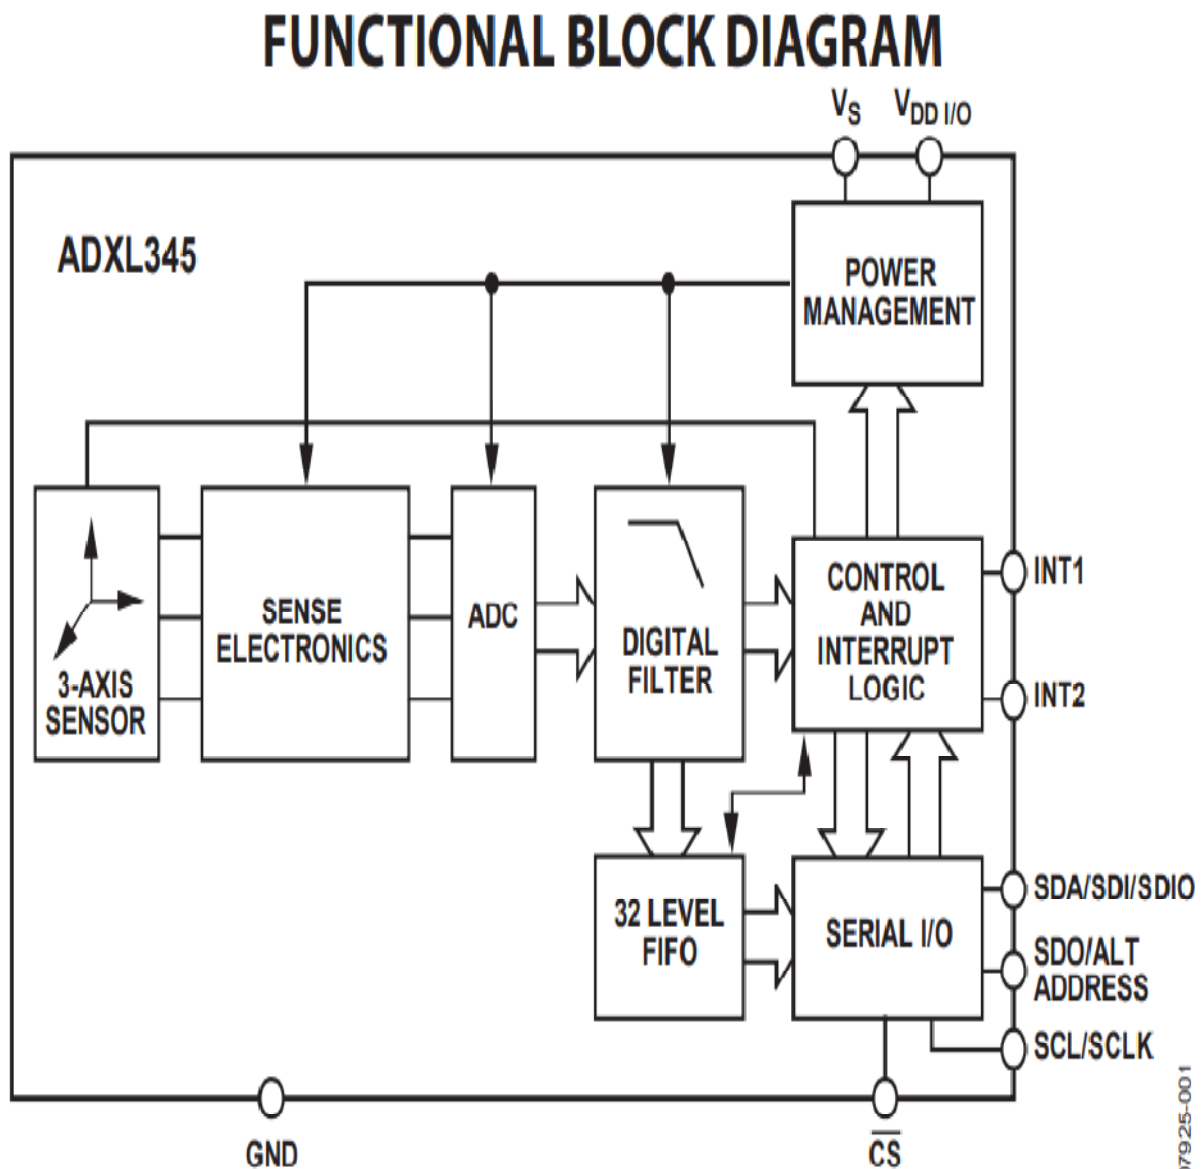 FUNCTIONAL BLOCK DIAGRAM
VS
VDD I/O
ADXL345
POWER
MANAGEMENT
3-AXIS
SENSOR
SENSE
ELECTRONICS
ADC
DIGITAL
FILTER
CONTROL
AND
INTERRUPT
LOGIC
INT1
INT2
32 LEVEL
FIFO
SERIAL I/O
SDA/SDI/SDIO
SDO/ALT
ADDRESS
SCL/SCLK
GND
CS
07925-001